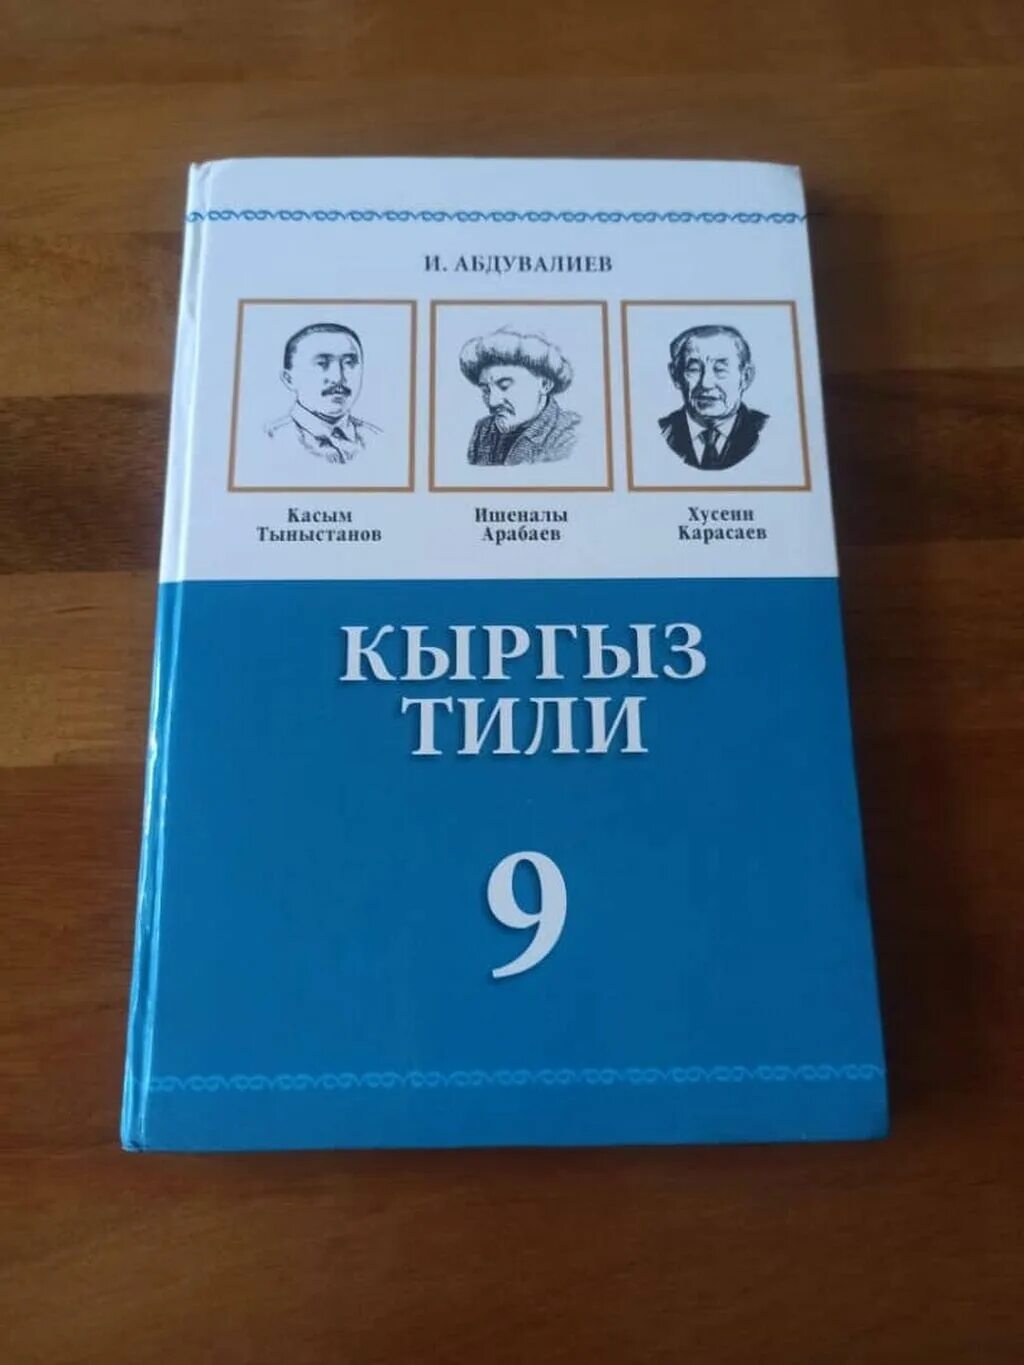 И. АБДУВАЛИЕВ
Касым
Тыныстанов
Ишеналы
Арабаев
Хусеин
Карасаев
КЫРГЫЗ
ТИЛИ
9